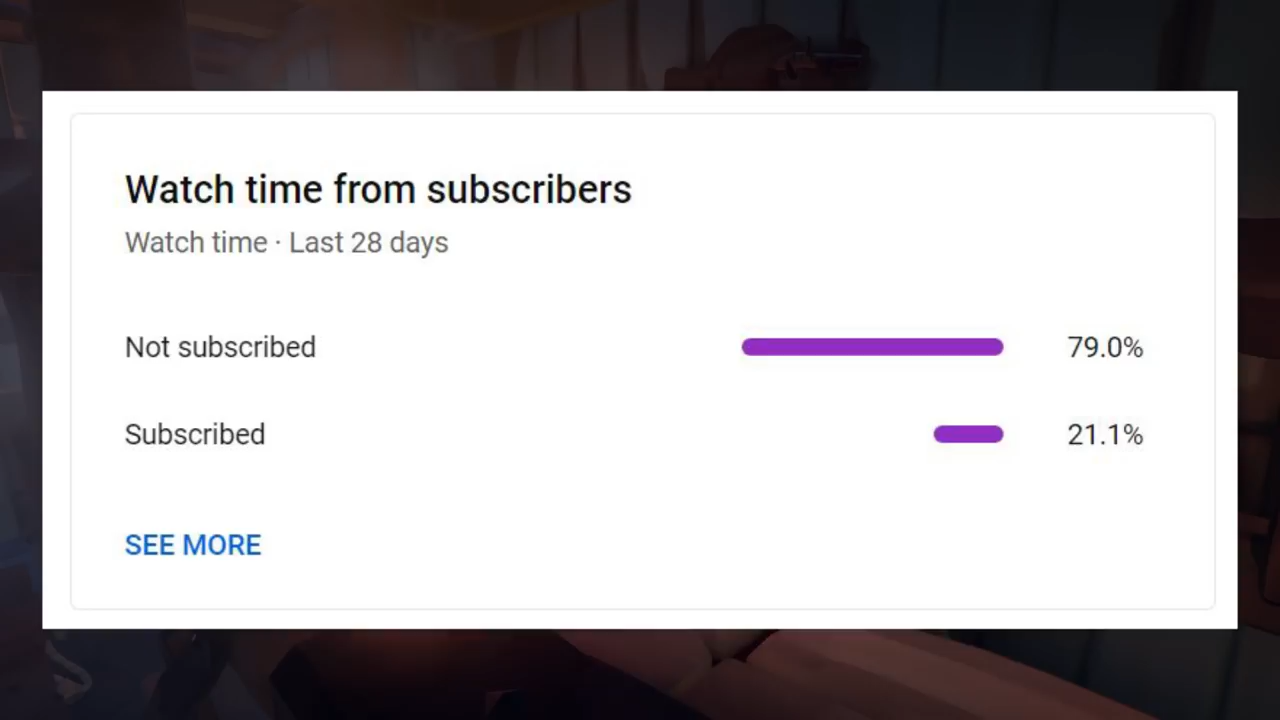 Watch time from subscribers
Watch time · Last 28 days
Not subscribed 79.0%
Subscribed 21.1%
SEE MORE